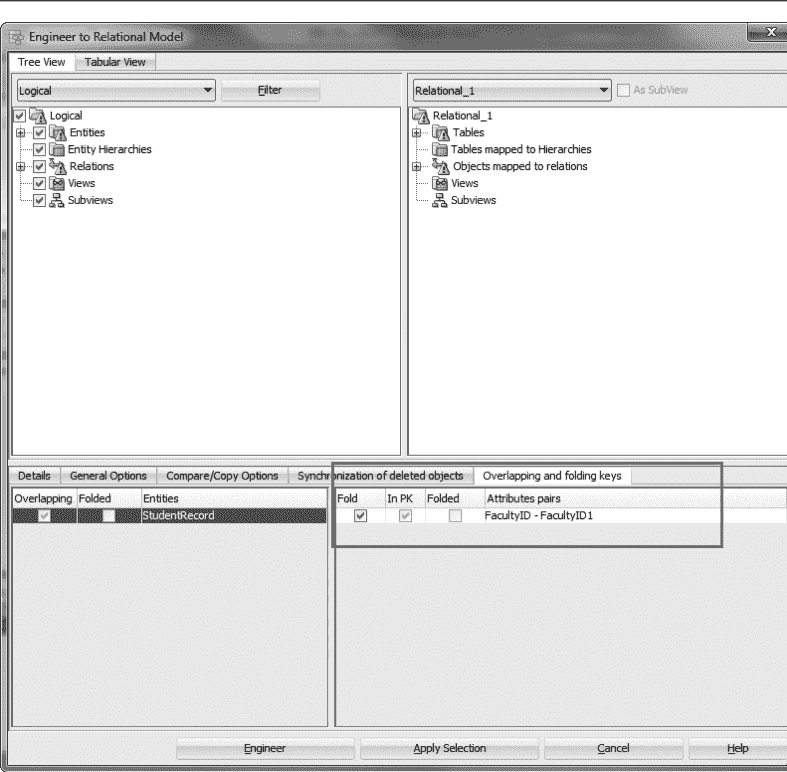 Engineer to Relational Model
Tree View Tabular View
Logical Filter Relational_1 As SubView
Logical
Entities
Entity Hierarchies
Relations
Views
Subviews
Relational_1
Tables
Tables mapped to Hierarchies
Objects mapped to relations
Views
Subviews
Details General Options Compare/Copy Options Synchronization of deleted objects Overlapping and folding keys
Overlapping Folded Entities
StudentRecord
Fold In PK Folded Attributes pairs
FacultyID - FacultyID1
Engineer Apply Selection Cancel Help